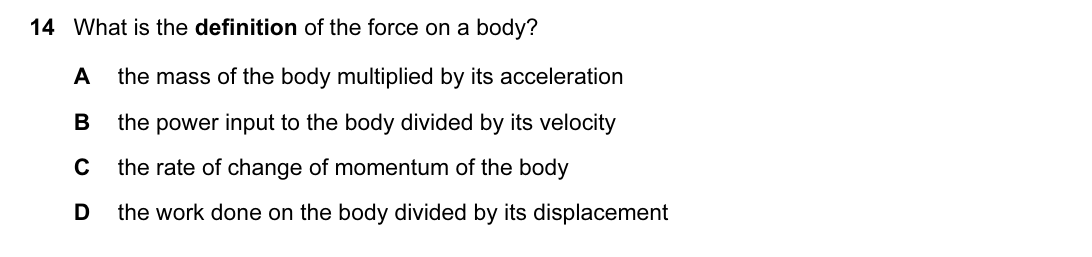 14 What is the definition of the force on a body?
A the mass of the body multiplied by its acceleration
B the power input to the body divided by its velocity
C the rate of change of momentum of the body
D the work done on the body divided by its displacement